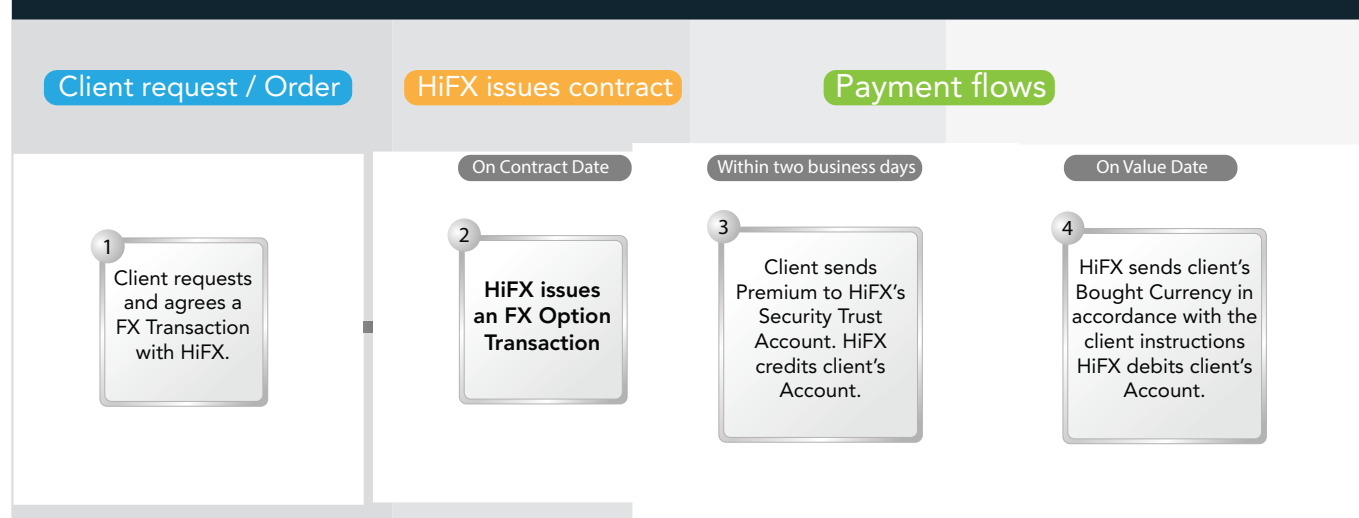 Client request / Order
HiFX issues contract
Payment flows
On Contract Date
Within two business days
On Value Date
1
Client requests
and agrees a
FX Transaction
with HiFX.
2
HiFX issues
an FX Option
Transaction
3
Client sends
Premium to HiFX’s
Security Trust
Account. HiFX
credits client’s
Account.
4
HiFX sends client’s
Bought Currency in
accordance with the
client instructions
HiFX debits client’s
Account.